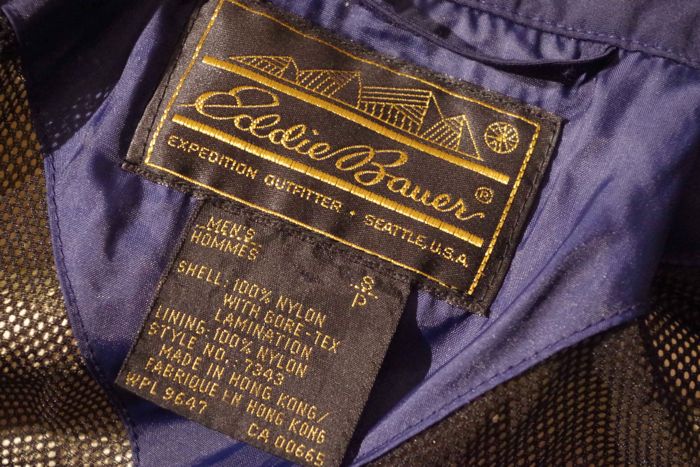 Eddie Bauer®
EXPEDITION OUTFITTER • SEATTLE, U.S.A.
MEN'S S
HOMMES P
SHELL: 100% NYLON
WITH GORE-TEX
LAMINATION
LINING: 100% NYLON
STYLE NO. 7343
MADE IN HONG KONG/
FABRIQUE IN HONG KONG
WPL 9647 CA 00665